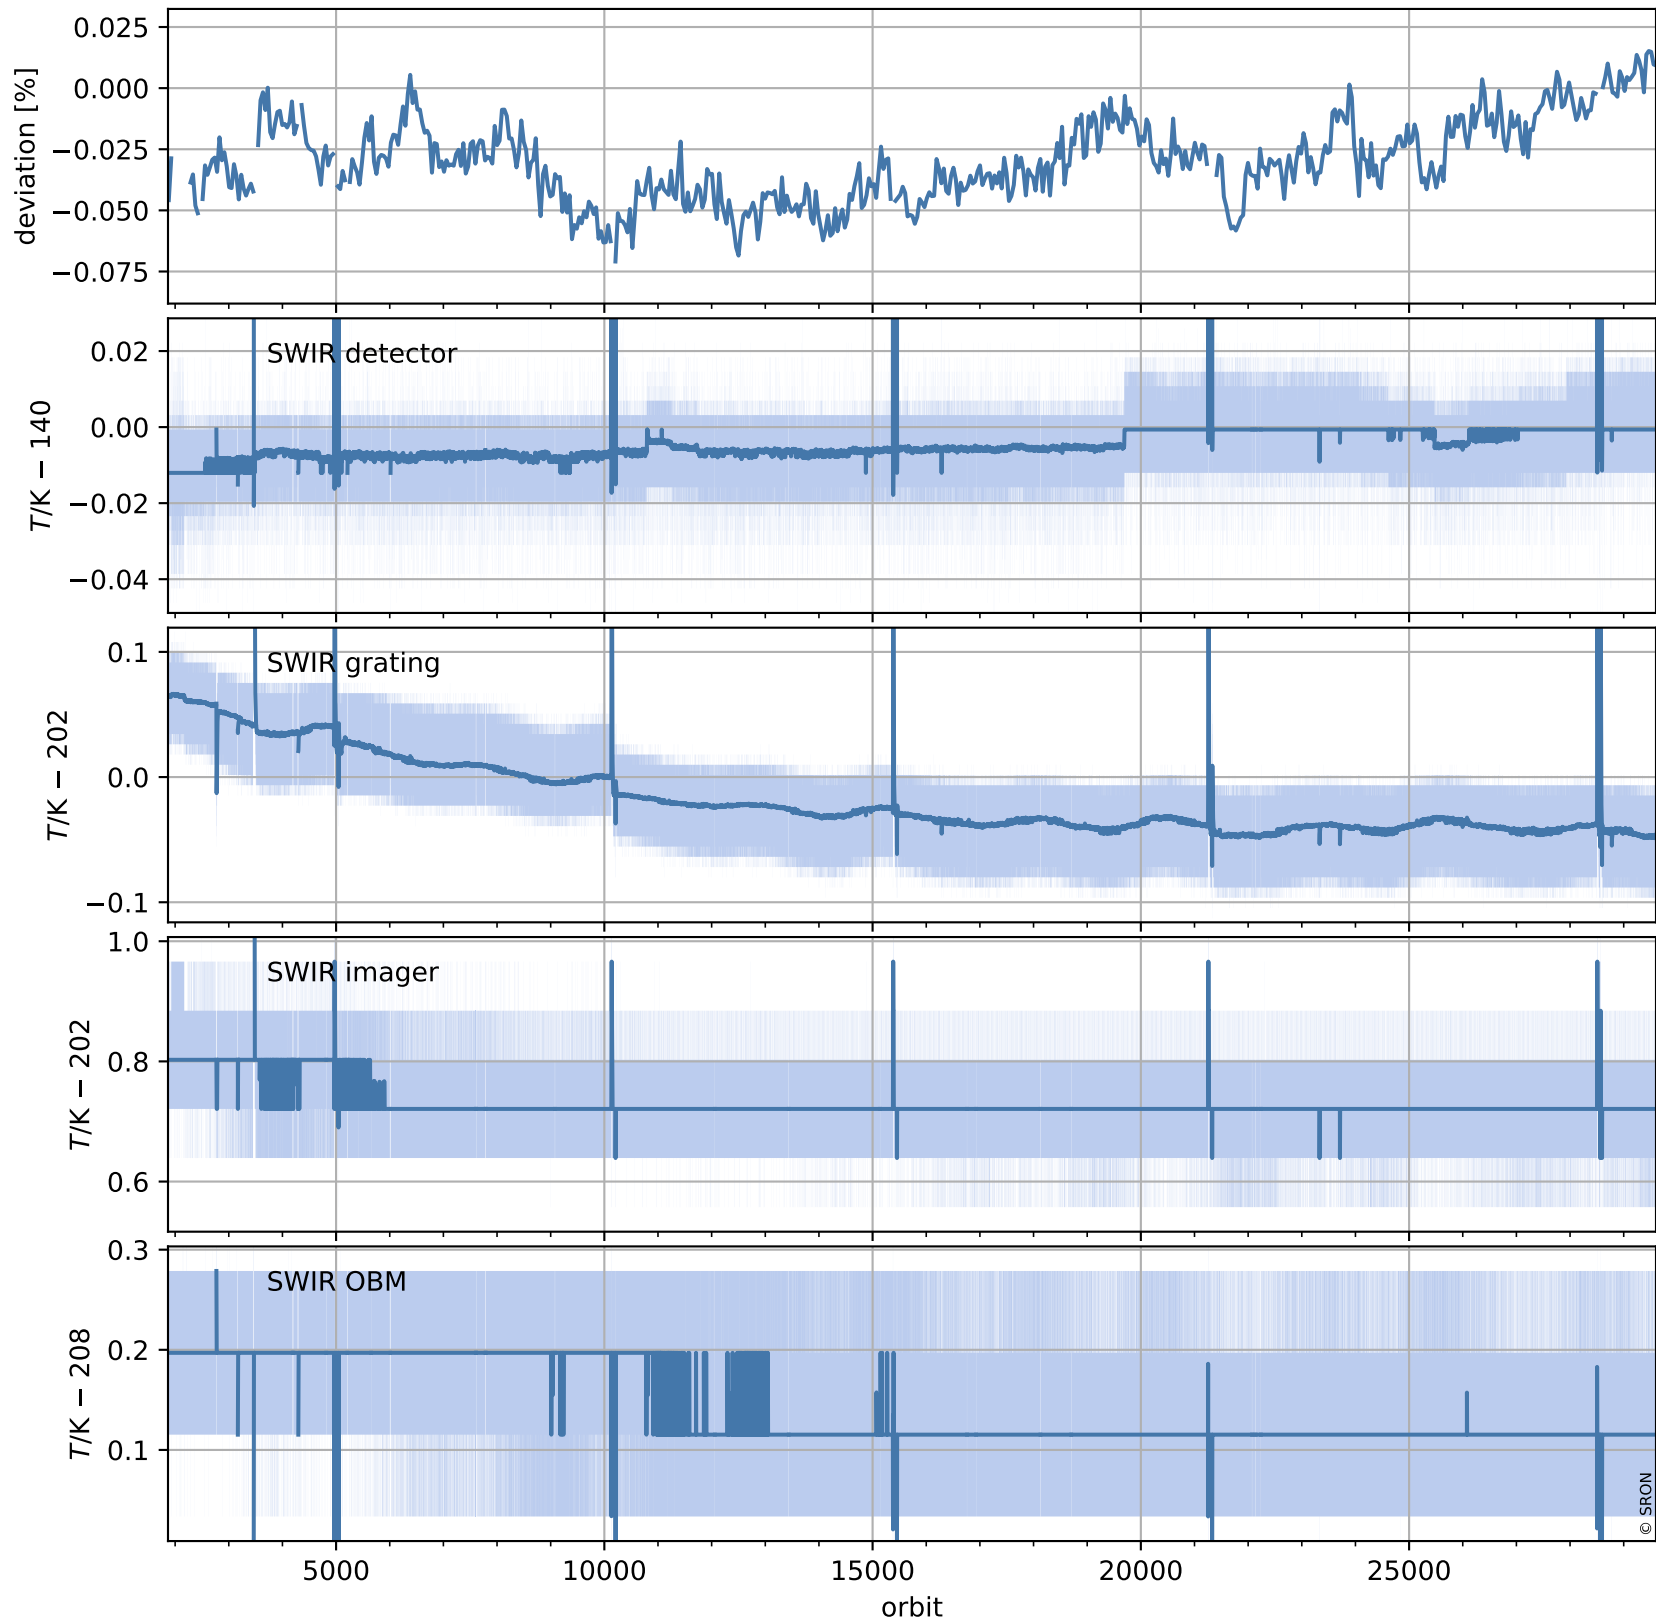 deviation [%]
0.025
0.000
−0.025
−0.050
−0.075
T/K − 140
SWIR detector
0.02
0.00
−0.02
−0.04
T/K − 202
SWIR grating
0.1
0.0
−0.1
T/K − 202
SWIR imager
1.0
0.8
0.6
T/K − 208
SWIR OBM
0.3
0.2
0.1
© SRON
5000 10000 15000 20000 25000
orbit